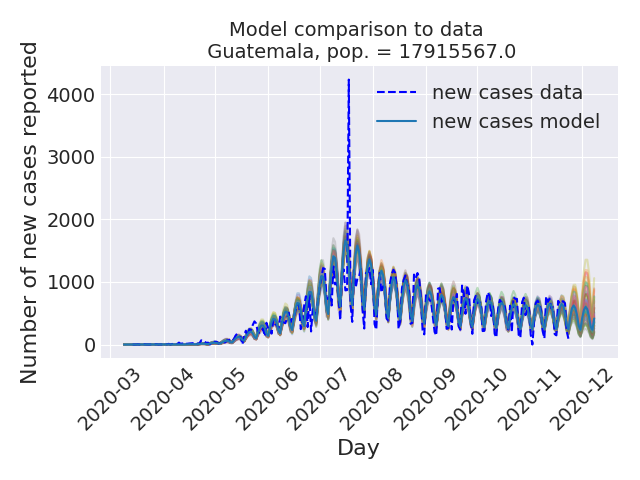 Model comparison to data
Guatemala, pop. = 17915567.0
Number of new cases reported
4000
3000
2000
1000
0
new cases data
new cases model
2020-03
2020-04
2020-05
2020-06
2020-07
2020-08
2020-09
2020-10
2020-11
2020-12
Day